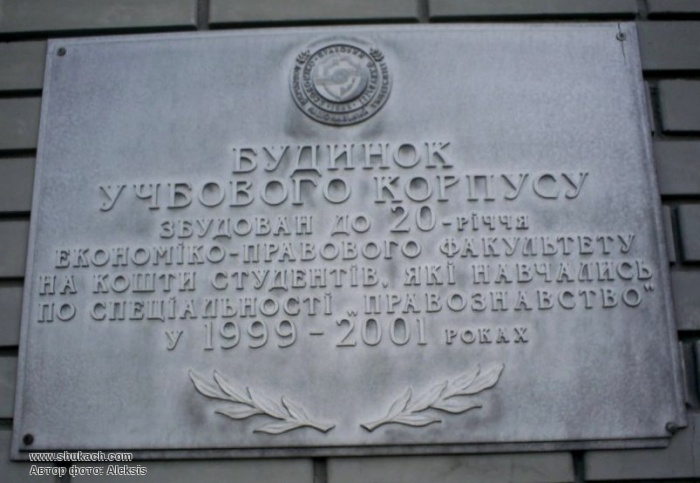 БУДИНОК
УЧБОВОГО КОРПУСУ
ЗБУДОВАН ДО 20-РІЧЧЯ
ЕКОНОМІКО-ПРАВОВОГО ФАКУЛЬТЕТУ
НА КОШТИ СТУДЕНТІВ, ЯКІ НАВЧАЛИСЬ
ПО СПЕЦІАЛЬНОСТІ „ПРАВОЗНАВСТВО"
У 1999-2001 РОКАХ
www.shukach.com
Автор фото: Aleksis